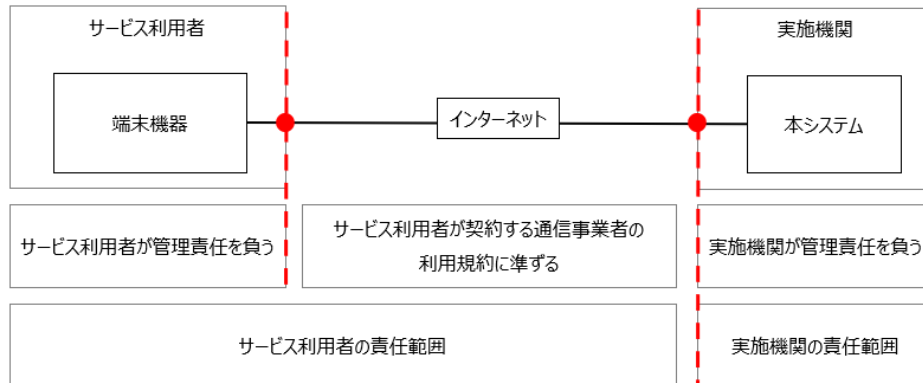 サービス利用者
実施機関
端末機器
インターネット
本システム
サービス利用者が管理責任を負う
サービス利用者が契約する通信事業者の
利用規約に準ずる
実施機関が管理責任を負う
サービス利用者の責任範囲
実施機関の責任範囲